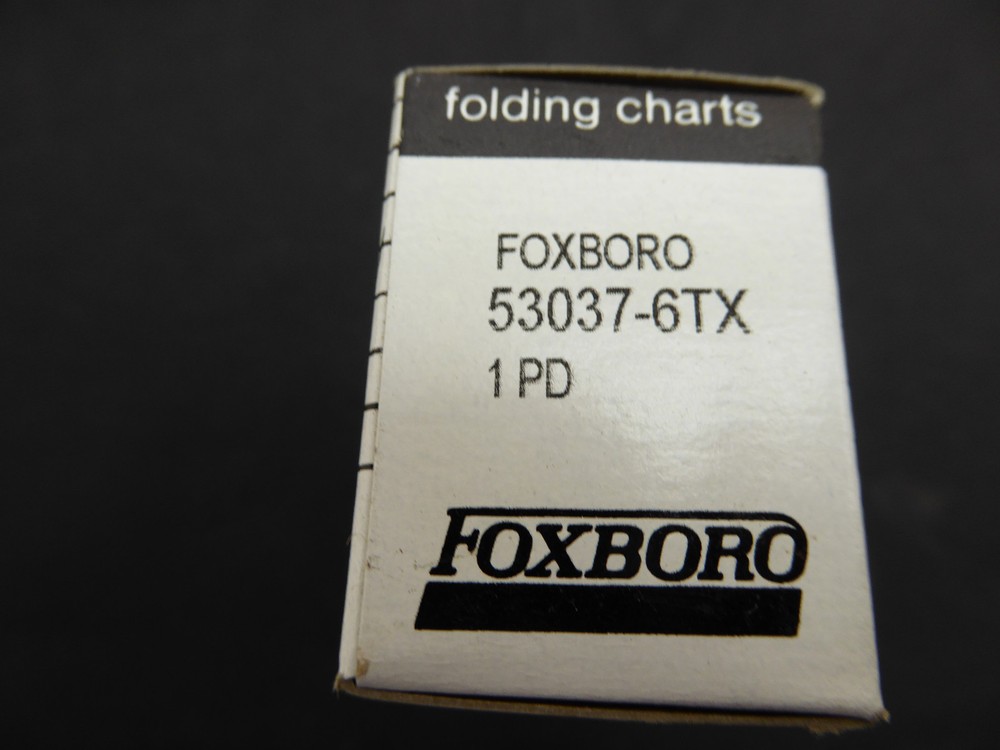 folding charts
FOXBORO
53037-6TX
1 PD
FOXBORO